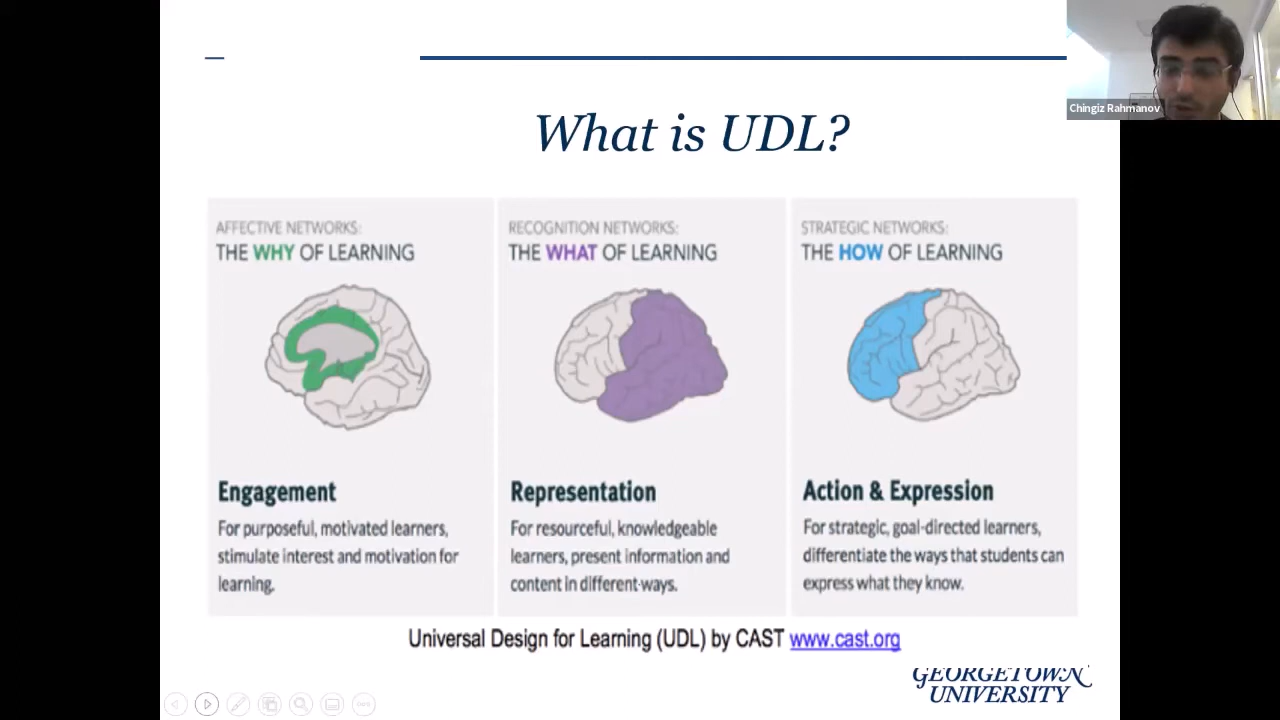 Chingiz Rahmanov
What is UDL?
AFFECTIVE NETWORKS:
THE WHY OF LEARNING
Engagement
For purposeful, motivated learners,
stimulate interest and motivation for
learning.
RECOGNITION NETWORKS:
THE WHAT OF LEARNING
Representation
For resourceful, knowledgeable
learners, present information and
content in different ways.
STRATEGIC NETWORKS:
THE HOW OF LEARNING
Action & Expression
For strategic, goal-directed learners,
differentiate the ways that students can
express what they know.
Universal Design for Learning (UDL) by CAST www.cast.org
GEORGETOWN
UNIVERSITY